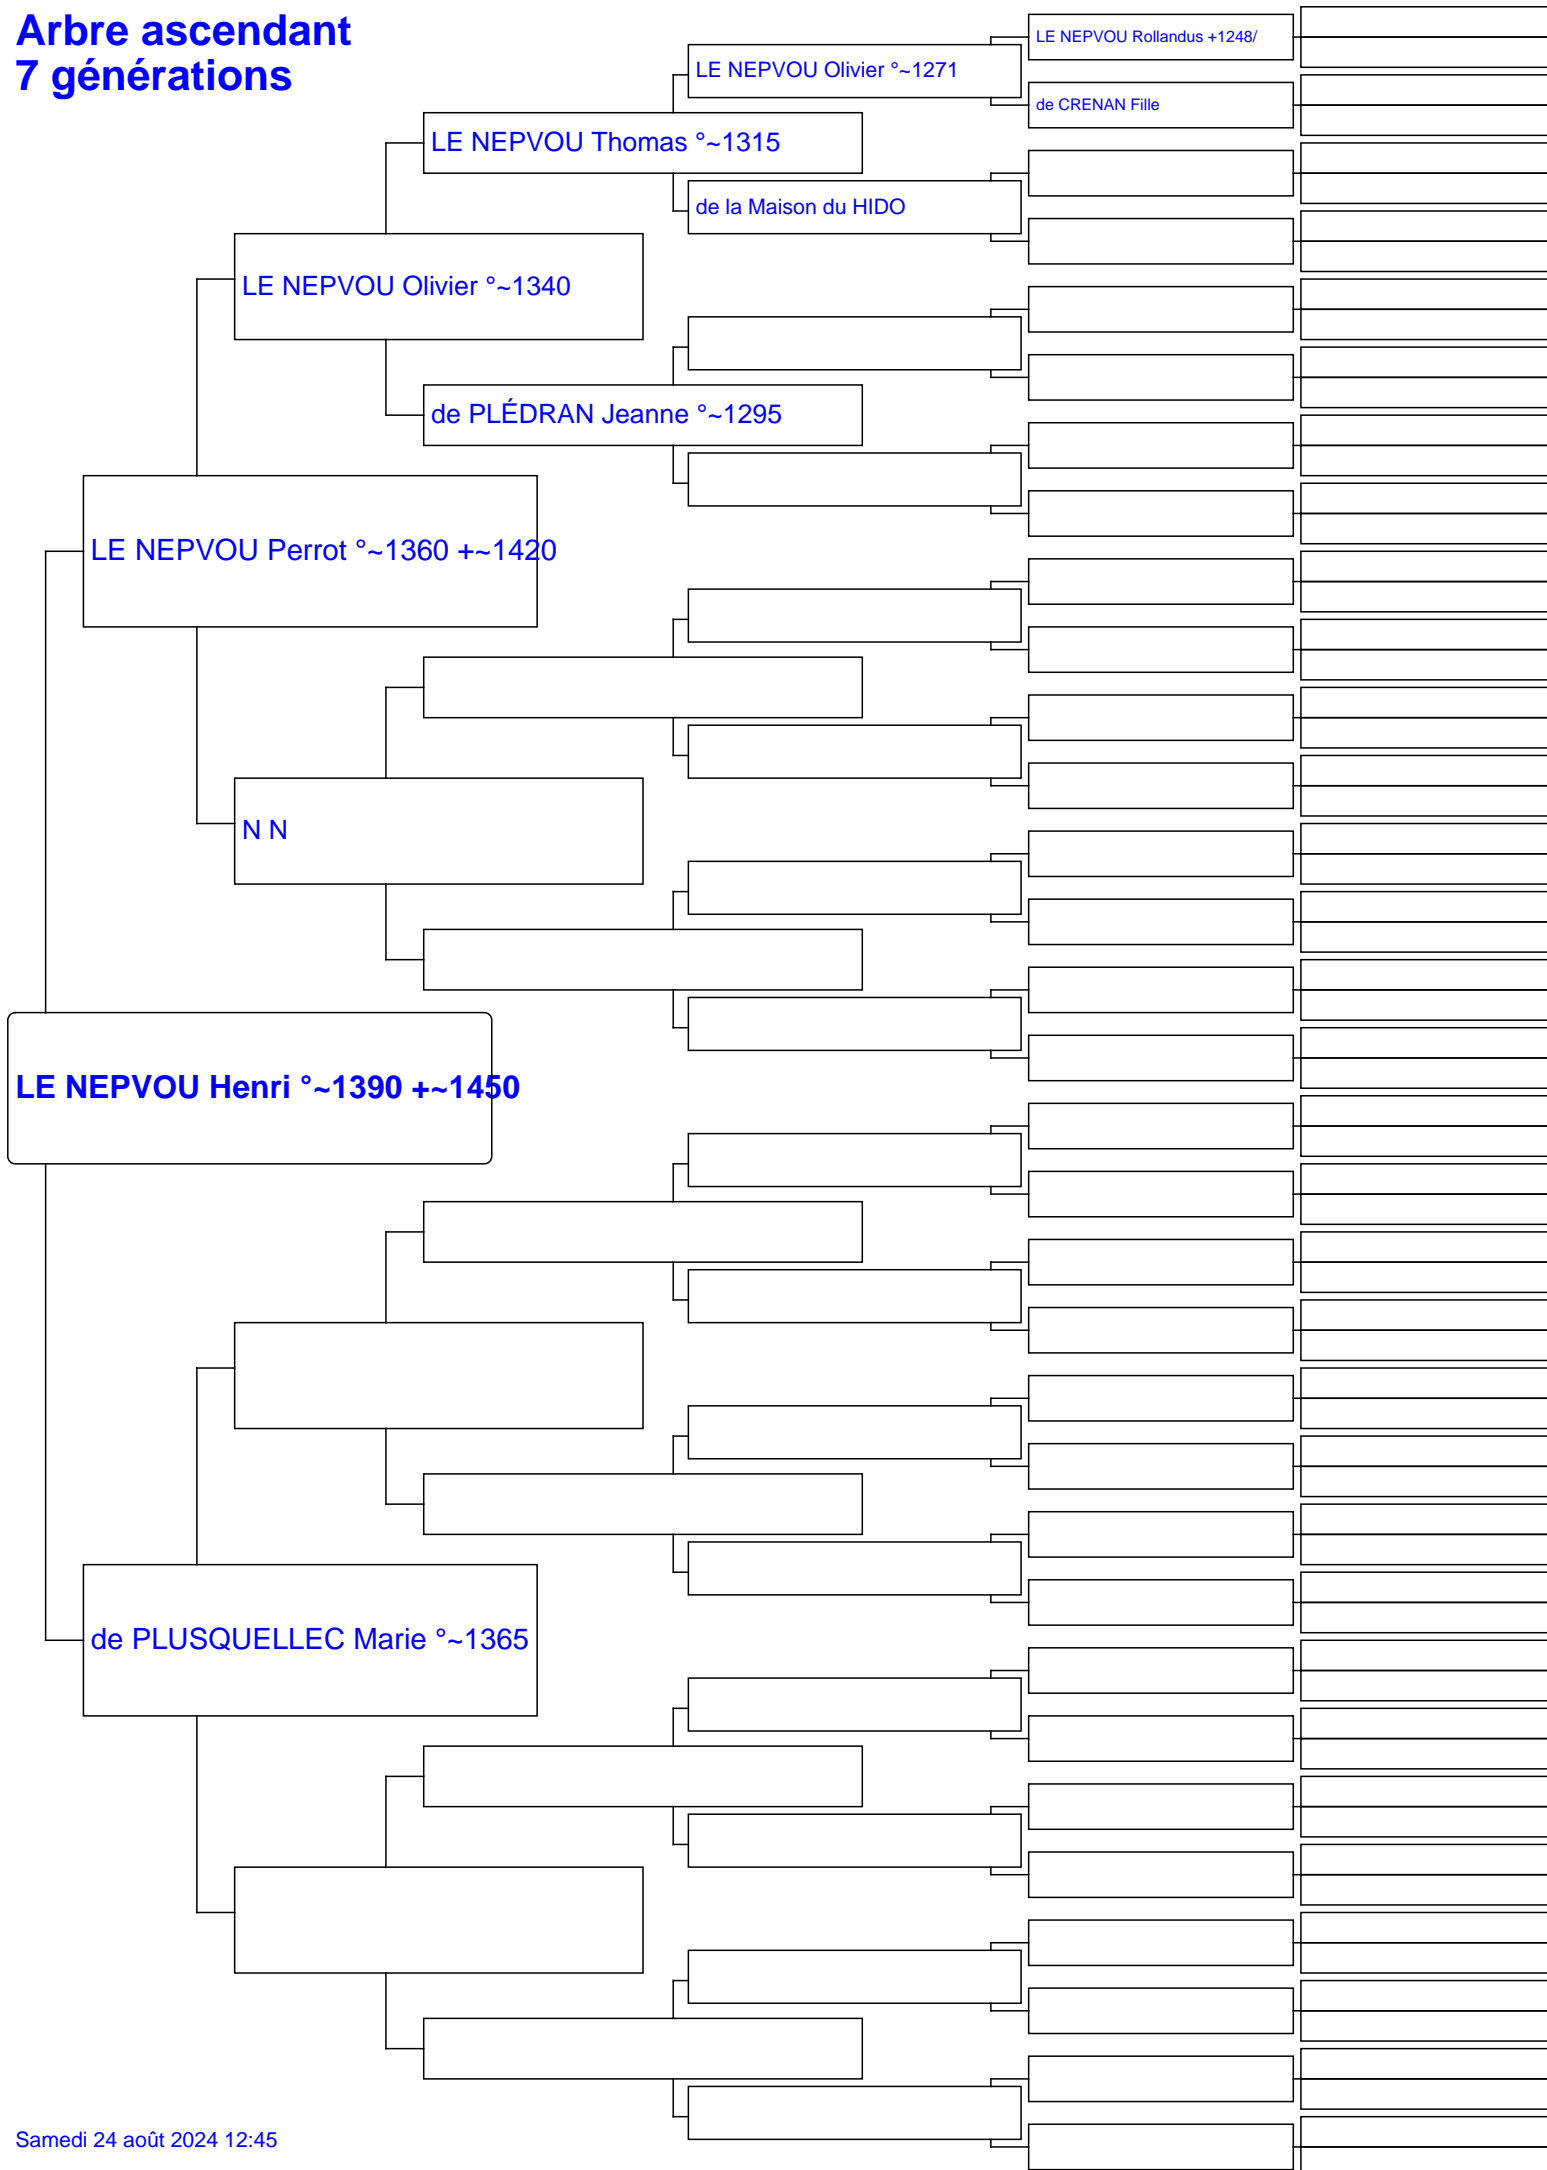 Arbre ascendant
7 générations
LE NEPVOU Rollandus +1248/
LE NEPVOU Olivier °~1271
de CRENAN Fille
LE NEPVOU Thomas °~1315
de la Maison du HIDO
LE NEPVOU Olivier °~1340
de PLÉDRAN Jeanne °~1295
LE NEPVOU Perrot °~1360 +~1420
N N
LE NEPVOU Henri °~1390 +~1450
de PLUSQUELLEC Marie °~1365
Samedi 24 août 2024 12:45